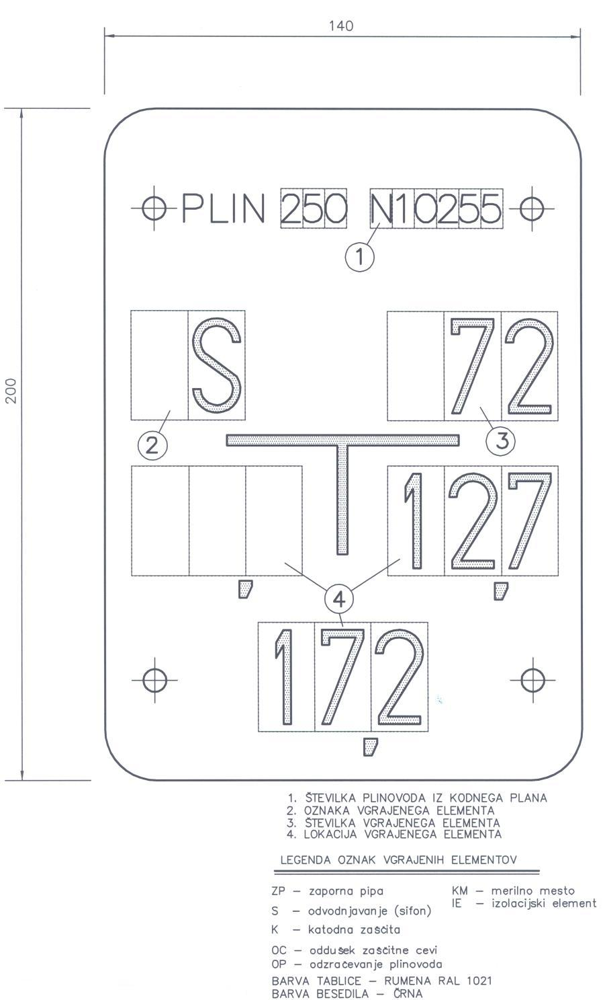 140
200
PLIN 250 N10255
1
S 72
2 3
127
4
172
1. ŠTEVILKA PLINOVODA IZ KODNEGA PLANA
2. OZNAKA VGRAJENEGA ELEMENTA
3. ŠTEVILKA VGRAJENEGA ELEMENTA
4. LOKACIJA VGRAJENEGA ELEMENTA
LEGENDA OZNAK VGRAJENIH ELEMENTOV
ZP – zaporna pipa
KM – merilno mesto
IE – izolacijski element
S – odvodnjavanje (sifon)
K – katodna zaščita
OC – oddušek zaščitne cevi
OP – odzračevanje plinovoda
BARVA TABLICE – RUMENA RAL 1021
BARVA BESEDILA – ČRNA